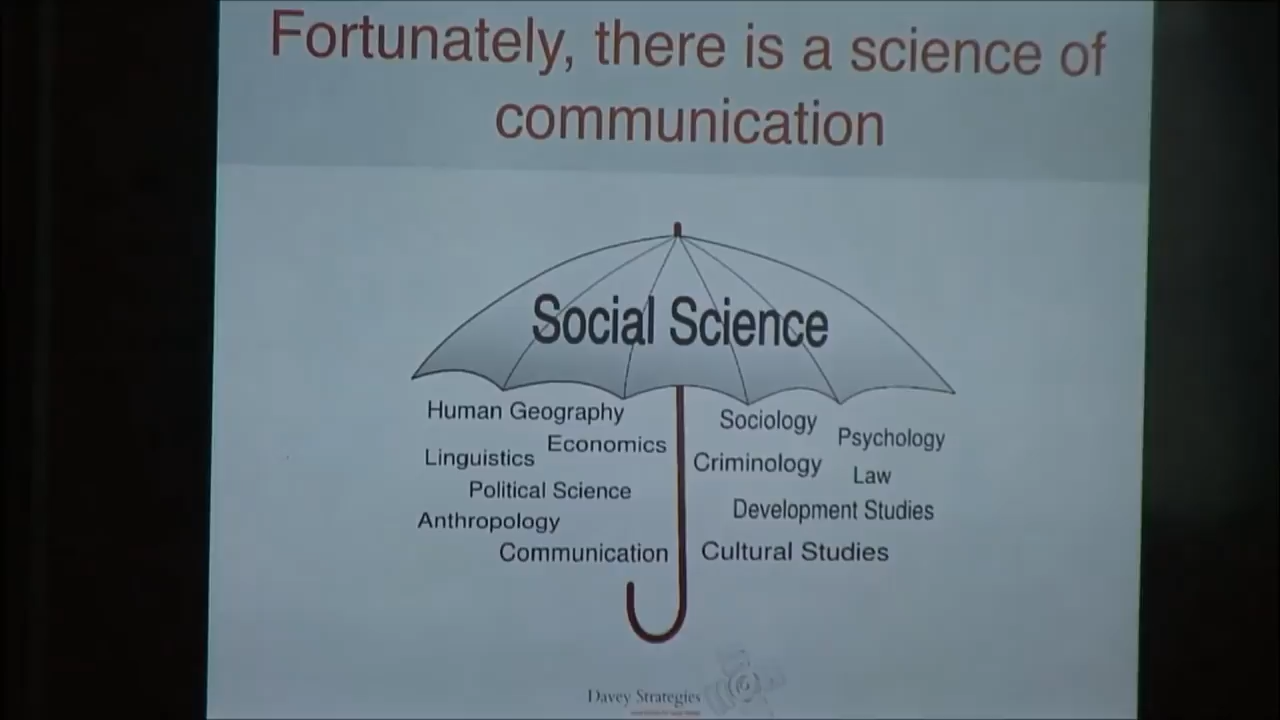 Fortunately, there is a science of
communication
Social Science
Human Geography
Economics
Linguistics
Political Science
Anthropology
Communication
Sociology
Psychology
Criminology
Law
Development Studies
Cultural Studies
Davey Strategies